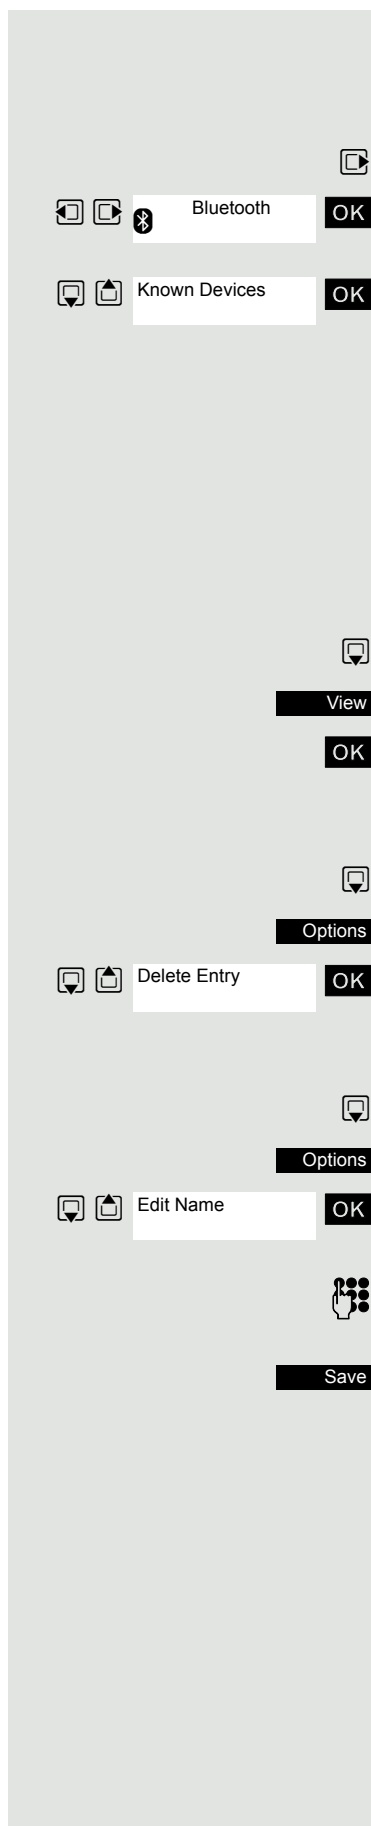 Bluetooth OK
Known Devices OK
View
OK
Options
Delete Entry OK
Options
Edit Name OK
Save